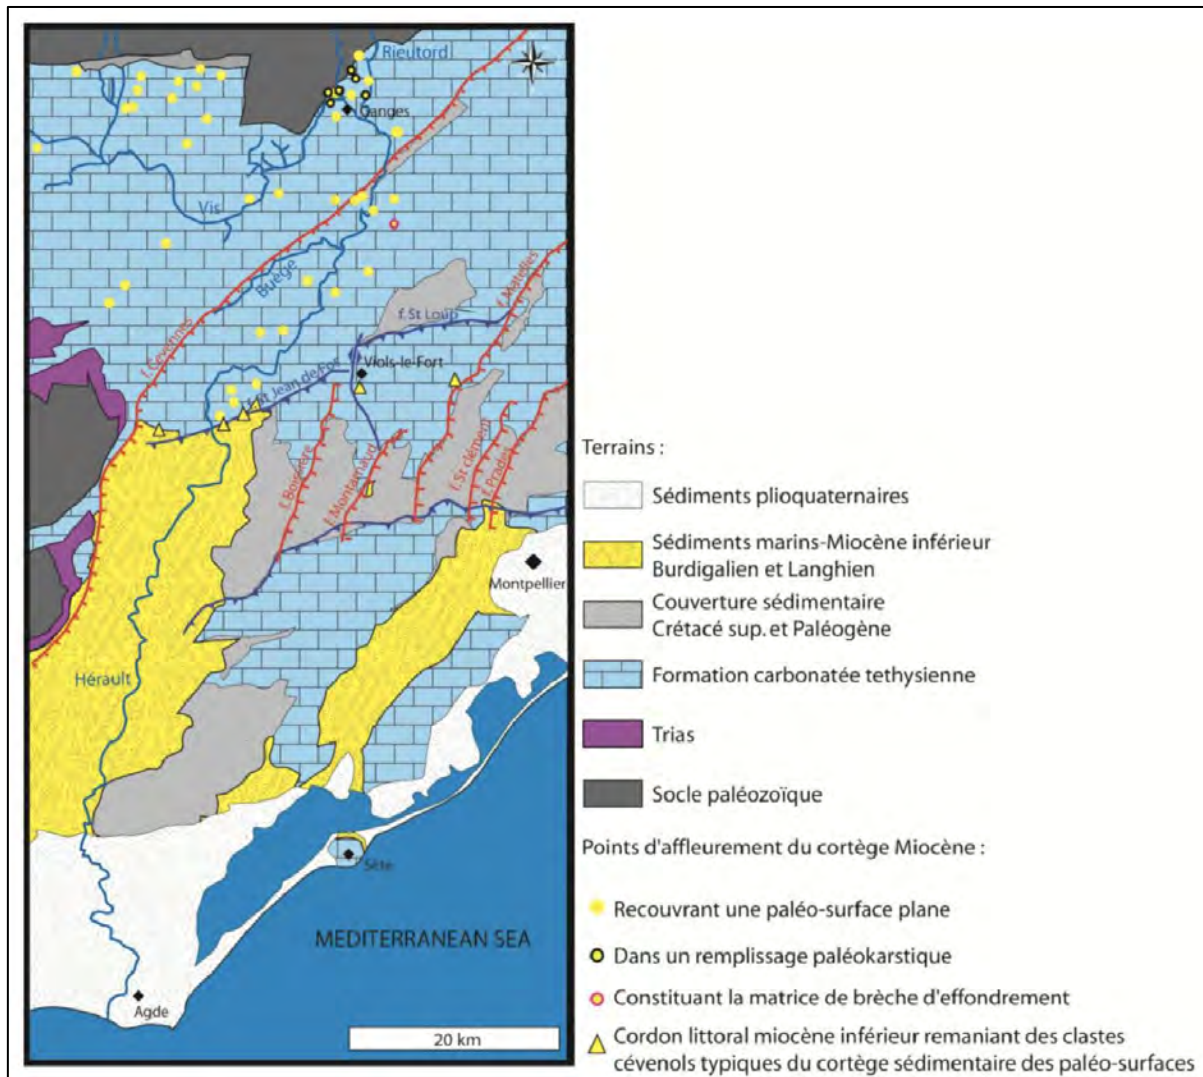 Rieutord
Ganges
Vis
Buège
f. Cévennes
f. St Loup
f. Matelles
Viols-le-Fort
f. St Jean de Fos
f. Boissière
f. Montarnaud
f. St clément
f. Prades
Montpellier
Hérault
Sète
MEDITERRANEAN SEA
Agde
20 km
Terrains :
Sédiments plioquaternaires
Sédiments marins-Miocène inférieur
Burdigalien et Langhien
Couverture sédimentaire
Crétacé sup. et Paléogène
Formation carbonatée tethysienne
Trias
Socle paléozoïque
Points d'affleurement du cortège Miocène :
Recouvrant une paléo-surface plane
Dans un remplissage paléokarstique
Constituant la matrice de brèche d'effondrement
Cordon littoral miocène inférieur remaniant des clastes
cévenols typiques du cortège sédimentaire des paléo-surfaces